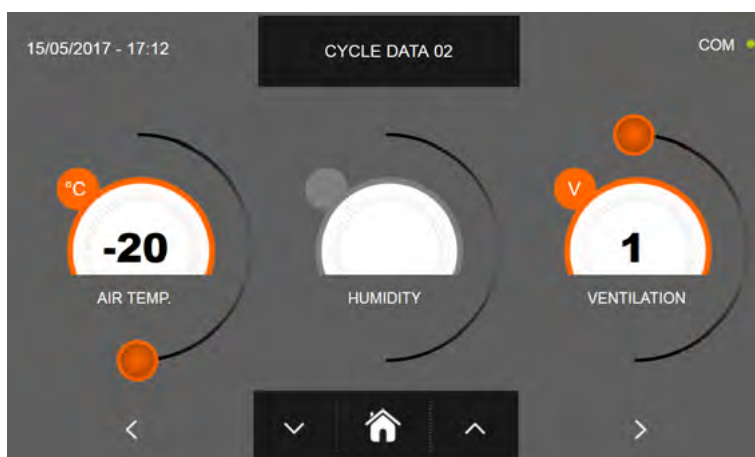 15/05/2017 - 17:12
CYCLE DATA 02
COM
°C
V
-20
1
AIR TEMP.
HUMIDITY
VENTILATION